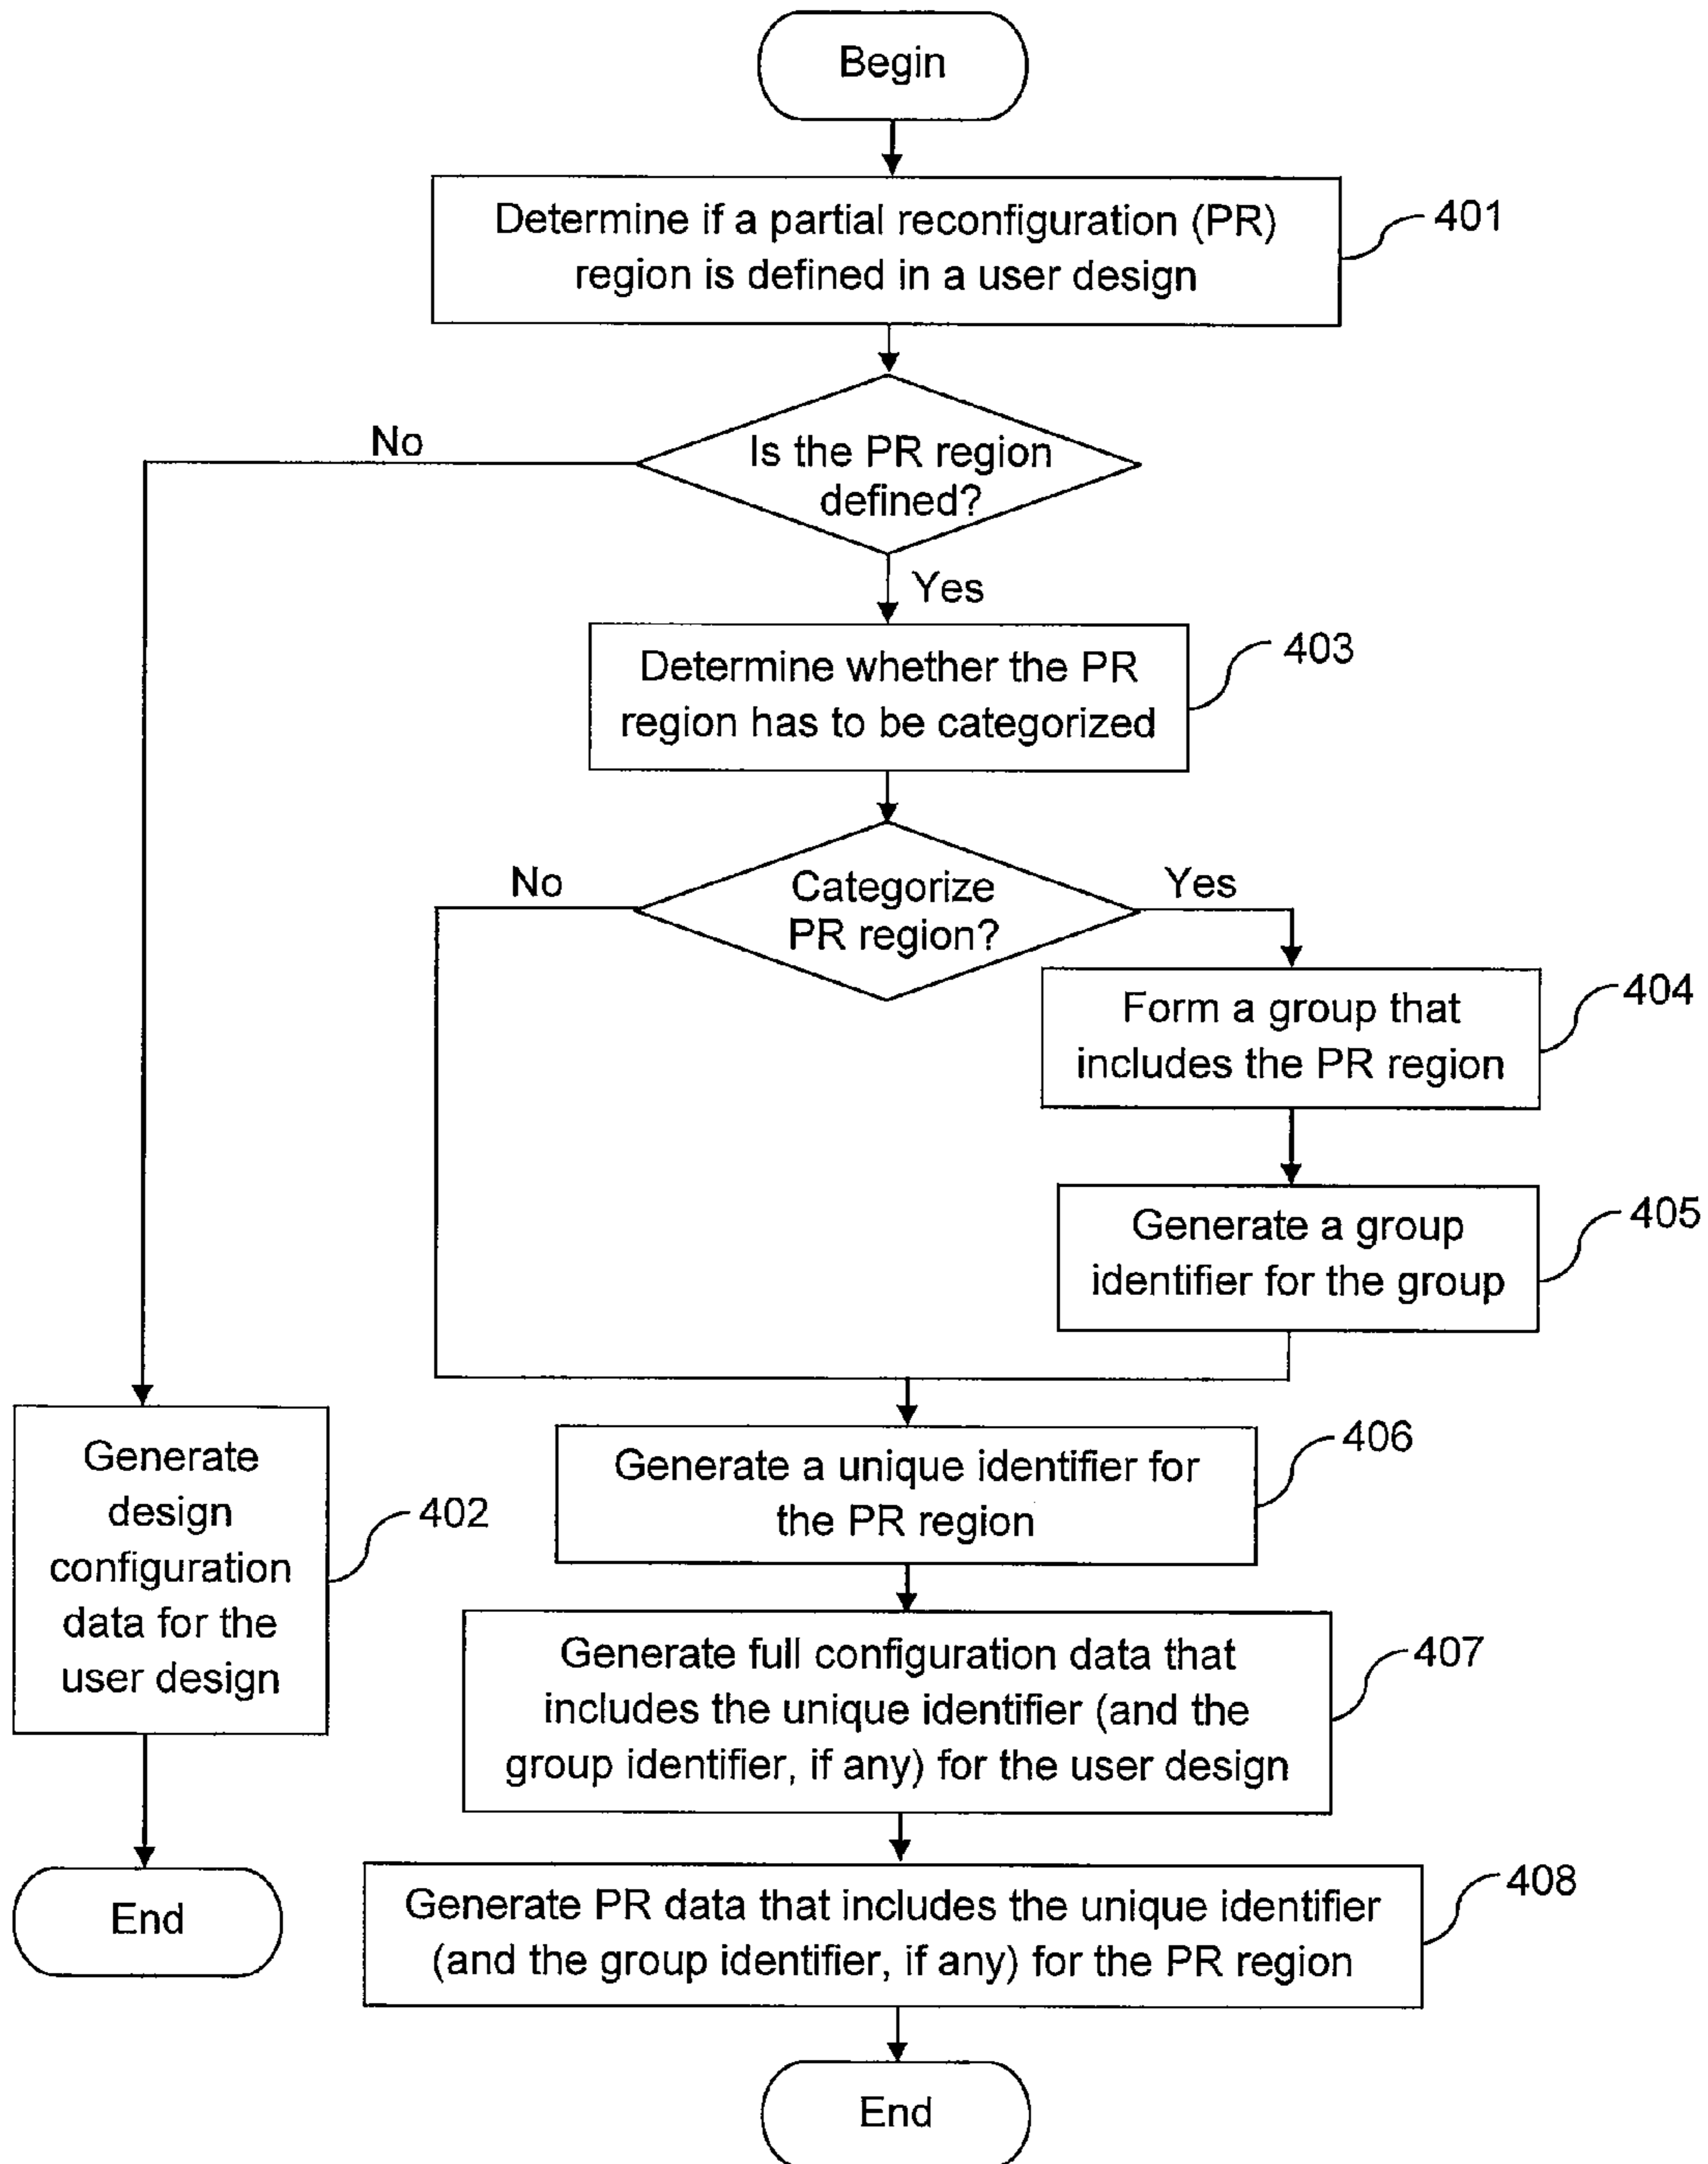 Begin
Determine if a partial reconfiguration (PR)
region is defined in a user design
401
No
Is the PR region
defined?
Yes
Determine whether the PR
region has to be categorized
403
No
Categorize
PR region?
Yes
Form a group that
includes the PR region
404
Generate a group
identifier for the group
405
Generate
design
configuration
data for the
user design
402
End
Generate a unique identifier for
the PR region
406
Generate full configuration data that
includes the unique identifier (and the
group identifier, if any) for the user design
407
Generate PR data that includes the unique identifier
(and the group identifier, if any) for the PR region
408
End